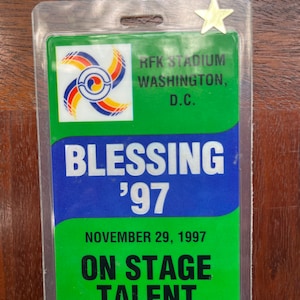 RFK STADIUM
WASHINGTON,
D.C.
BLESSING
'97
NOVEMBER 29, 1997
ON STAGE
TALENT